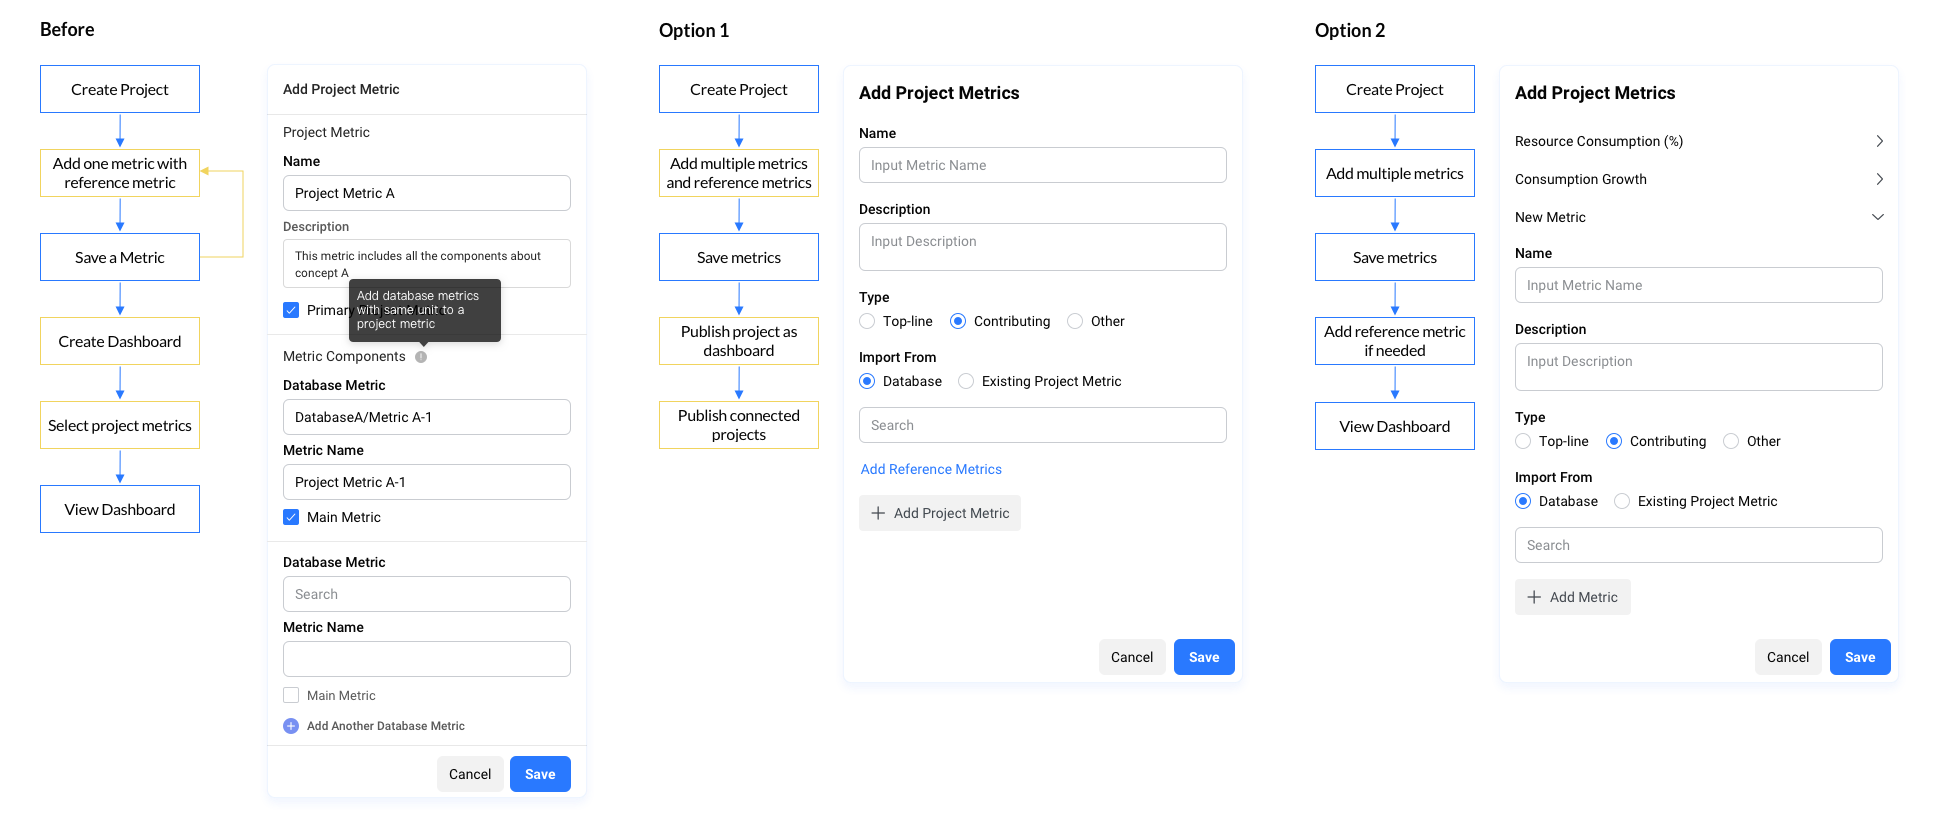 Before
Create Project
Add one metric with
reference metric
Save a Metric
Create Dashboard
Select project metrics
View Dashboard
Add Project Metric
Project Metric
Name
Project Metric A
Description
This metric includes all the components about
concept A
Add database metrics
with same unit to a
project metric
Primary
Metric Components
Database Metric
DatabaseA/Metric A-1
Metric Name
Project Metric A-1
Main Metric
Database Metric
Search
Metric Name
Main Metric
Add Another Database Metric
Cancel
Save
Option 1
Create Project
Add multiple metrics
and reference metrics
Save metrics
Publish project as
dashboard
Publish connected
projects
Add Project Metrics
Name
Input Metric Name
Description
Input Description
Type
Top-line
Contributing
Other
Import From
Database
Existing Project Metric
Search
Add Reference Metrics
+ Add Project Metric
Cancel
Save
Option 2
Create Project
Add multiple metrics
Save metrics
Add reference metric
if needed
View Dashboard
Add Project Metrics
Resource Consumption (%)
Consumption Growth
New Metric
Name
Input Metric Name
Description
Input Description
Type
Top-line
Contributing
Other
Import From
Database
Existing Project Metric
Search
+ Add Metric
Cancel
Save